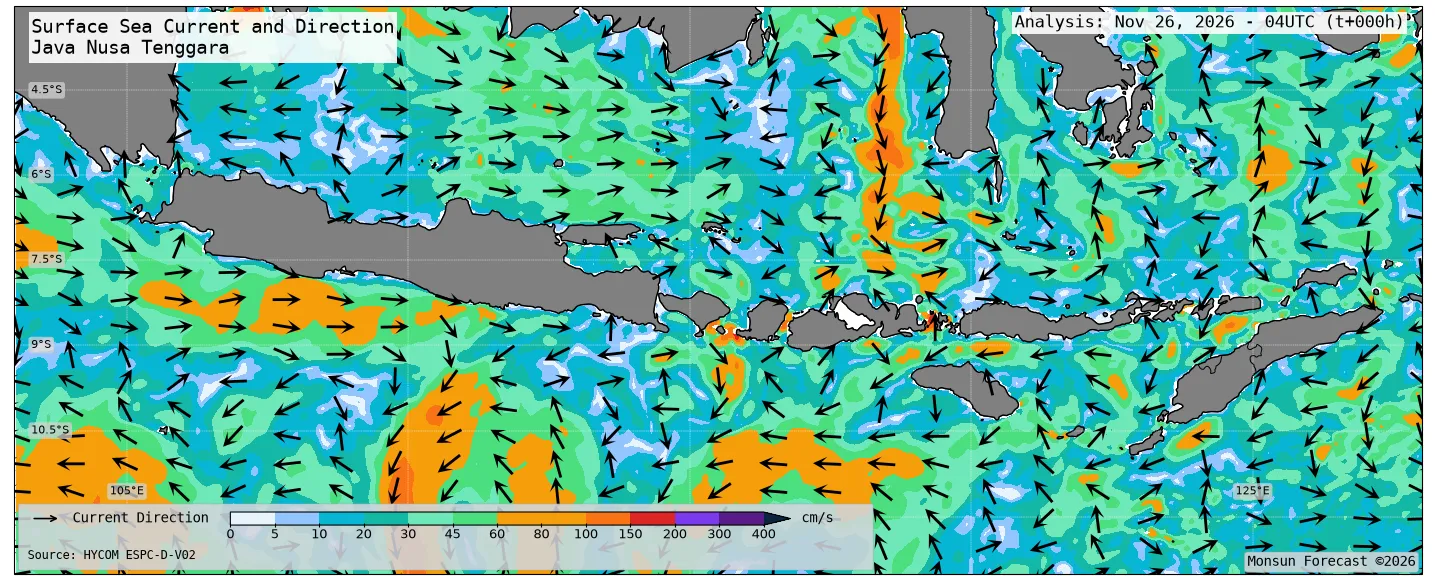 Surface Sea Current and Direction
Java Nusa Tenggara
Analysis: Nov 26, 2026 - 04UTC (t+000h)
4.5°S
6°S
7.5°S
9°S
10.5°S
105°E
125°E
Current Direction
0 5 10 20 30 45 60 80 100 150 200 300 400
cm/s
Source: HYCOM ESPC-D-V02
Monsun Forecast ©2026